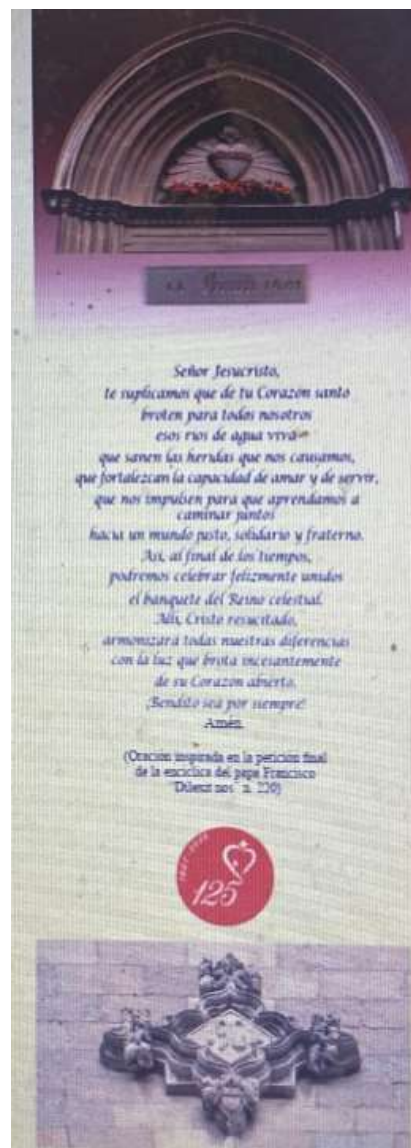 Señor Jesucristo,
te suplicamos que de tu Corazón santo
broten para todos nosotros
esos ríos de agua viva
que sanen las heridas que nos causamos,
que fortalezcan la capacidad de amar y de servir,
que nos impulsen para que aprendamos a
caminar juntos
hacia un mundo justo, solidario y fraterno.
Así, al final de los tiempos,
podremos celebrar felizmente unidos
el banquete del Reino celestial.
Allí, Cristo resucitado,
armonizará todas nuestras diferencias
con la luz que brota incesantemente
de su Corazón abierto.
¡Bendito sea por siempre!
Amén.
(Oración inspirada en la petición final
de la encíclica del papa Francisco
"Dilexit nos" n. 220)
125